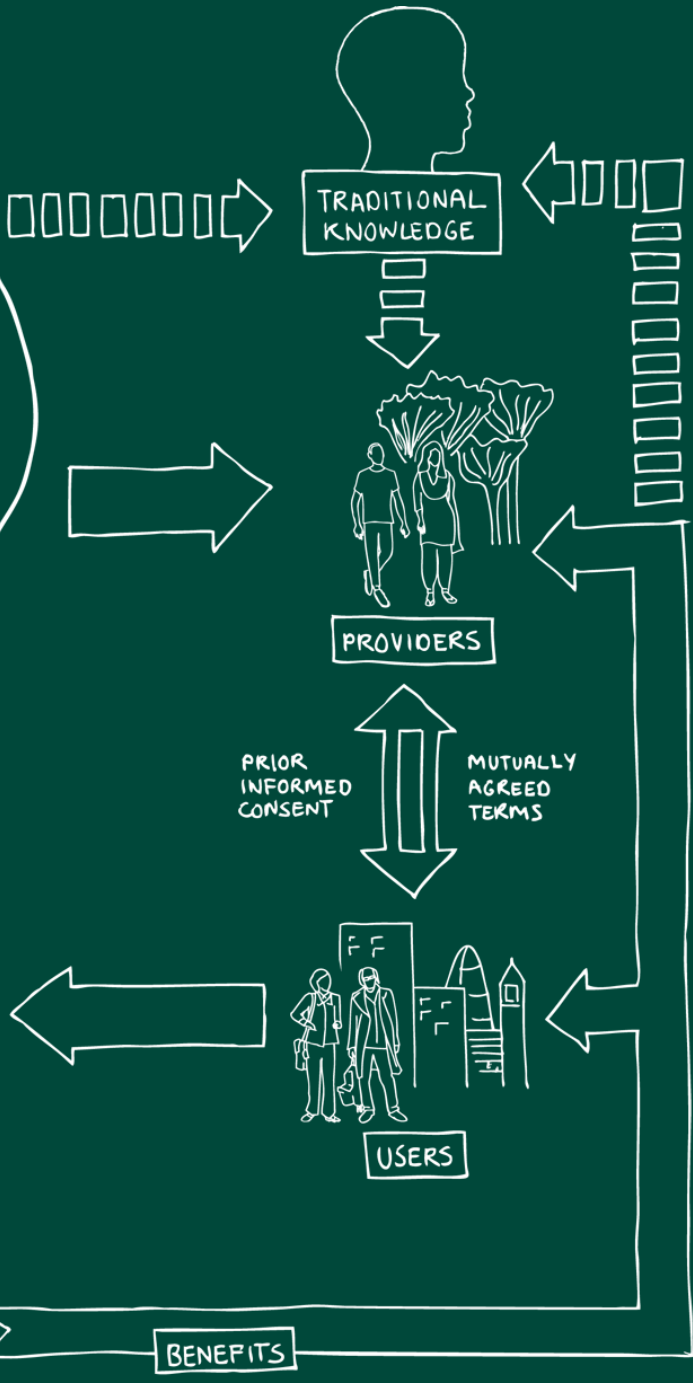 TRADITIONAL
KNOWLEDGE
PROVIDERS
PRIOR
INFORMED
CONSENT
MUTUALLY
AGREED
TERMS
USERS
BENEFITS